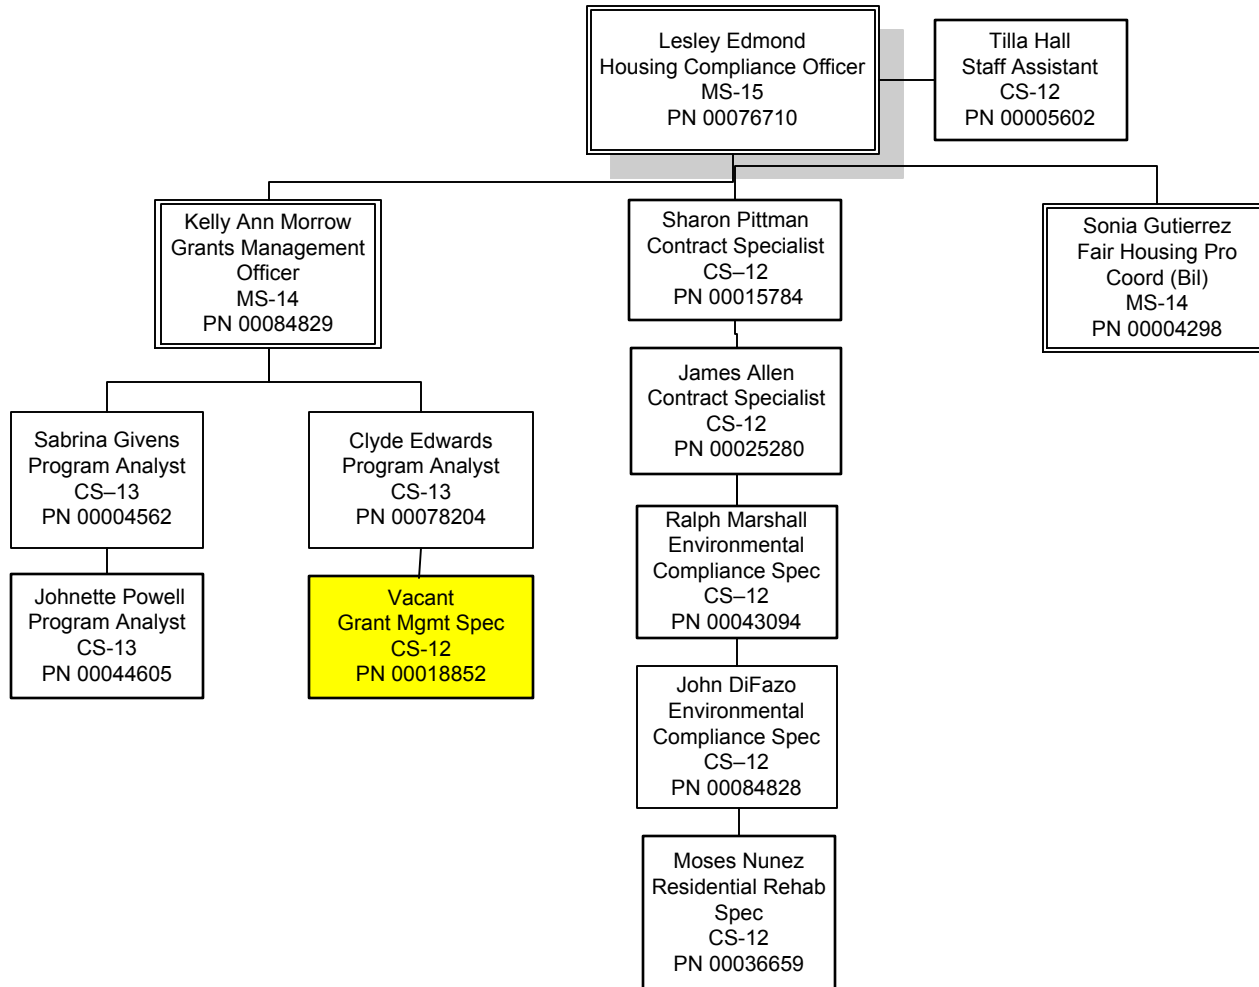 Lesley Edmond
Housing Compliance Officer
MS-15
PN 00076710
Tilla Hall
Staff Assistant
CS-12
PN 00005602
Kelly Ann Morrow
Grants Management
Officer
MS-14
PN 00084829
Sharon Pittman
Contract Specialist
CS–12
PN 00015784
Sonia Gutierrez
Fair Housing Pro
Coord (Bil)
MS-14
PN 00004298
Sabrina Givens
Program Analyst
CS–13
PN 00004562
Clyde Edwards
Program Analyst
CS-13
PN 00078204
James Allen
Contract Specialist
CS-12
PN 00025280
Johnette Powell
Program Analyst
CS-13
PN 00044605
Vacant
Grant Mgmt Spec
CS-12
PN 00018852
Ralph Marshall
Environmental
Compliance Spec
CS–12
PN 00043094
John DiFazo
Environmental
Compliance Spec
CS–12
PN 00084828
Moses Nunez
Residential Rehab
Spec
CS-12
PN 00036659